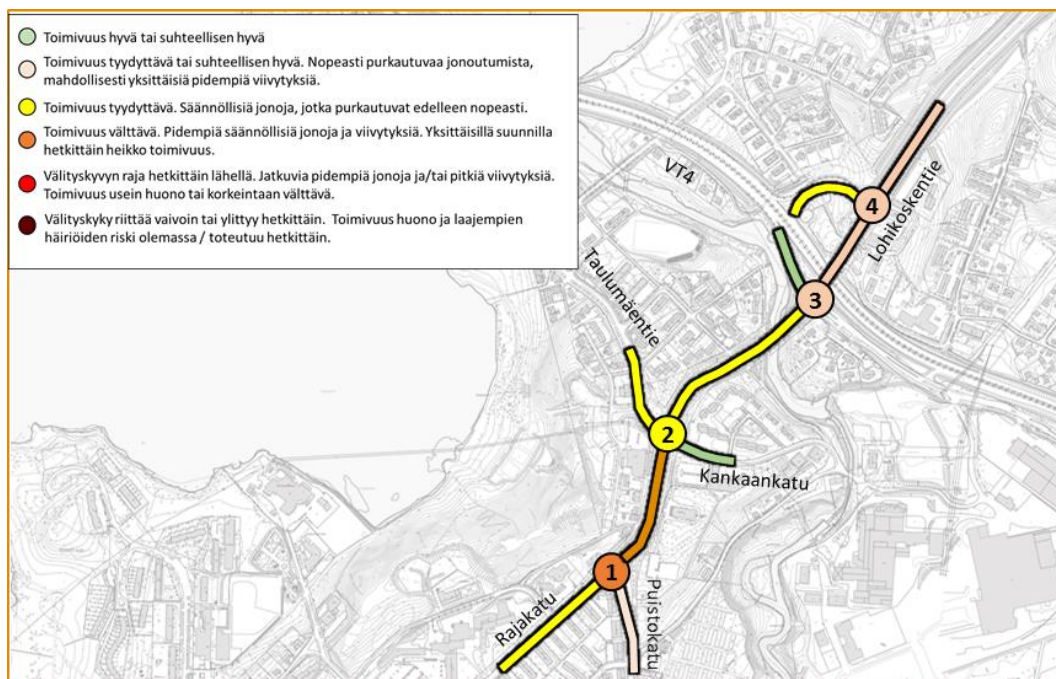 Toimivuus hyvä tai suhteellisen hyvä
Toimivuus tyydyttävä tai suhteellisen hyvä. Nopeasti purkautuvaa jonoutumista,
mahdollisesti yksittäisiä pidempiä viivytyksiä.
Toimivuus tyydyttävä. Säännöllisiä jonoja, jotka purkautuvat edelleen nopeasti.
Toimivuus välttävä. Pidempiä säännöllisiä jonoja ja viivytyksiä. Yksittäisillä suunnilla
hetkittäin heikko toimivuus.
Välityskyvyn raja hetkittäin lähellä. Jatkuvia pidempiä jonoja ja/tai pitkiä viivytyksiä.
Toimivuus usein huono tai korkeintaan välttävä.
Välityskyky riittää vaivoin tai ylittyy hetkittäin. Toimivuus huono ja laajempien
häiriöiden riski olemassa / toteutuu hetkittäin.
VT4
4
Lohikoskentie
3
Taulumäentie
2
Kankaankatu
1
Rajakatu
Puistokatu